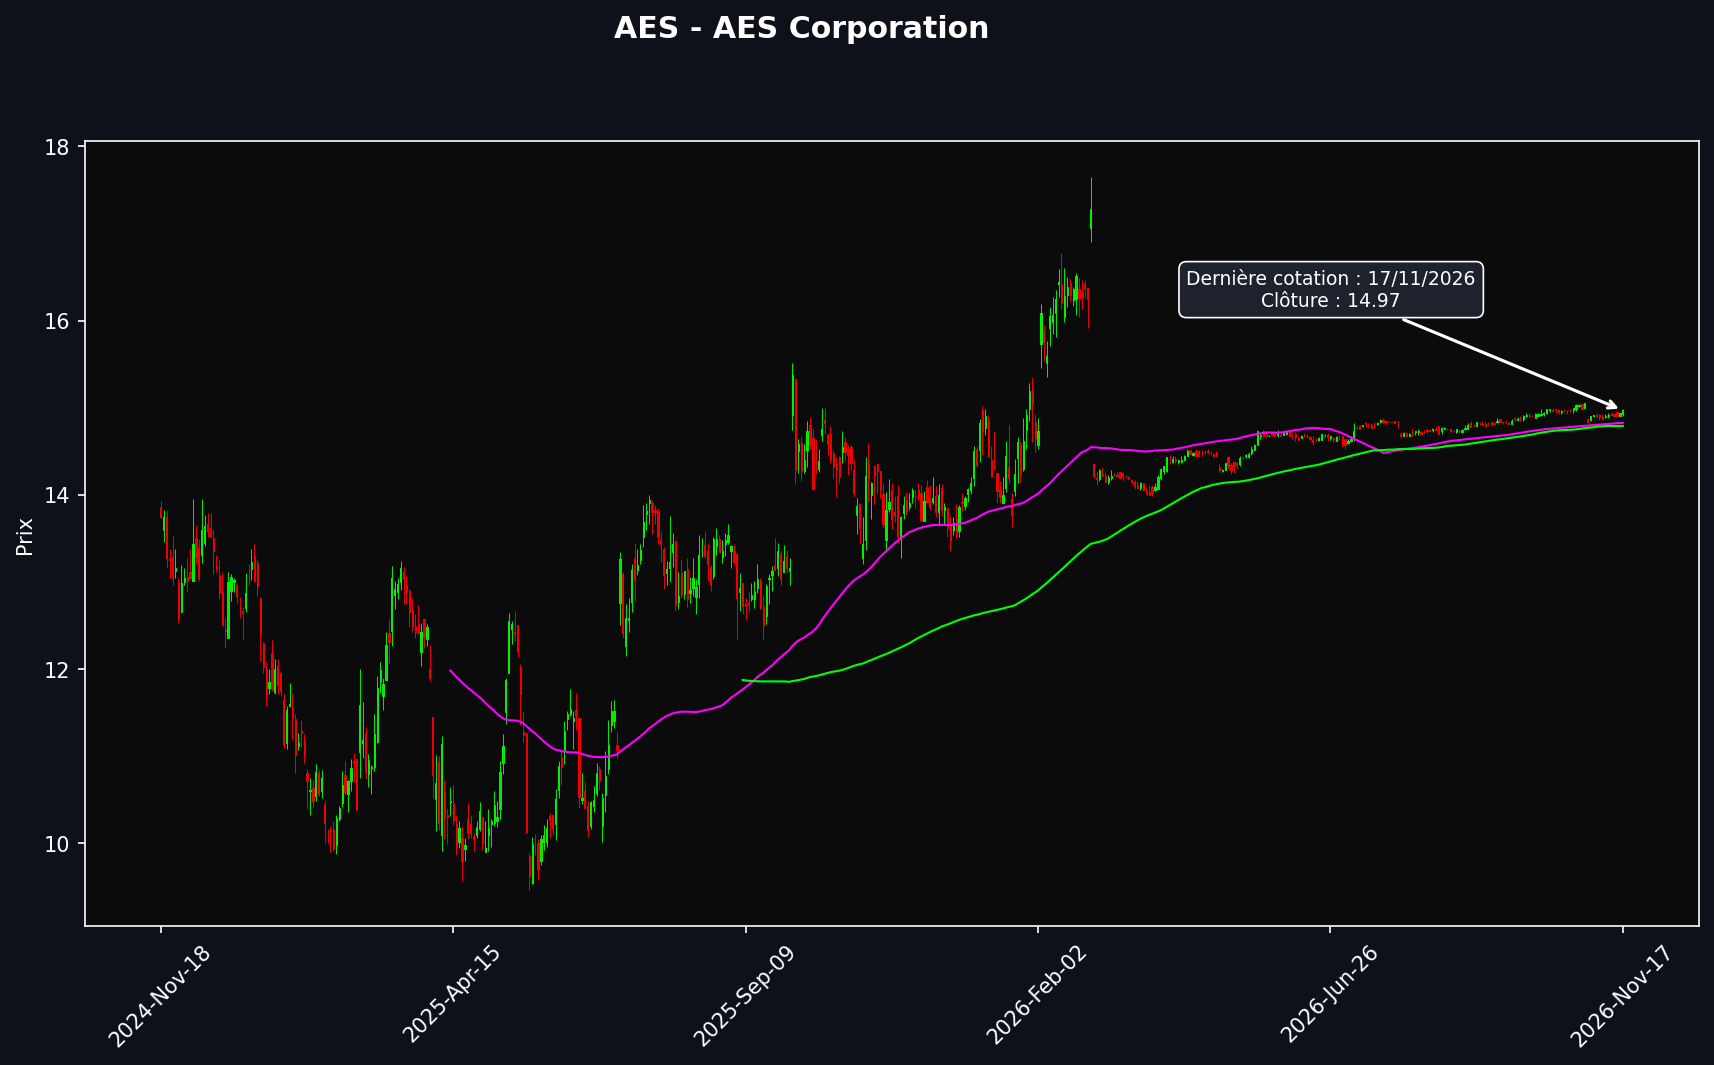 AES - AES Corporation
18
16
14
12
10
Prix
Dernière cotation : 17/11/2026
Clôture : 14.97
2024-Nov-18
2025-Apr-15
2025-Sep-09
2026-Feb-02
2026-Jun-26
2026-Nov-17